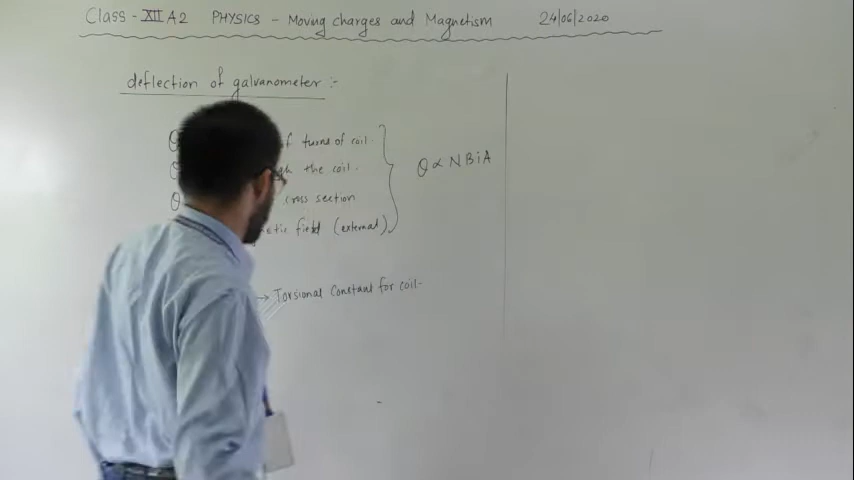 Class - XII A2 PHYSICS - Moving charges and Magnetism 24/06/2020
deflection of galvanometer :-
θ turns of coil.
θ the coil.
θ cross section
field (external)
θ ∝ NBiA
→ Torsional Constant for coil-